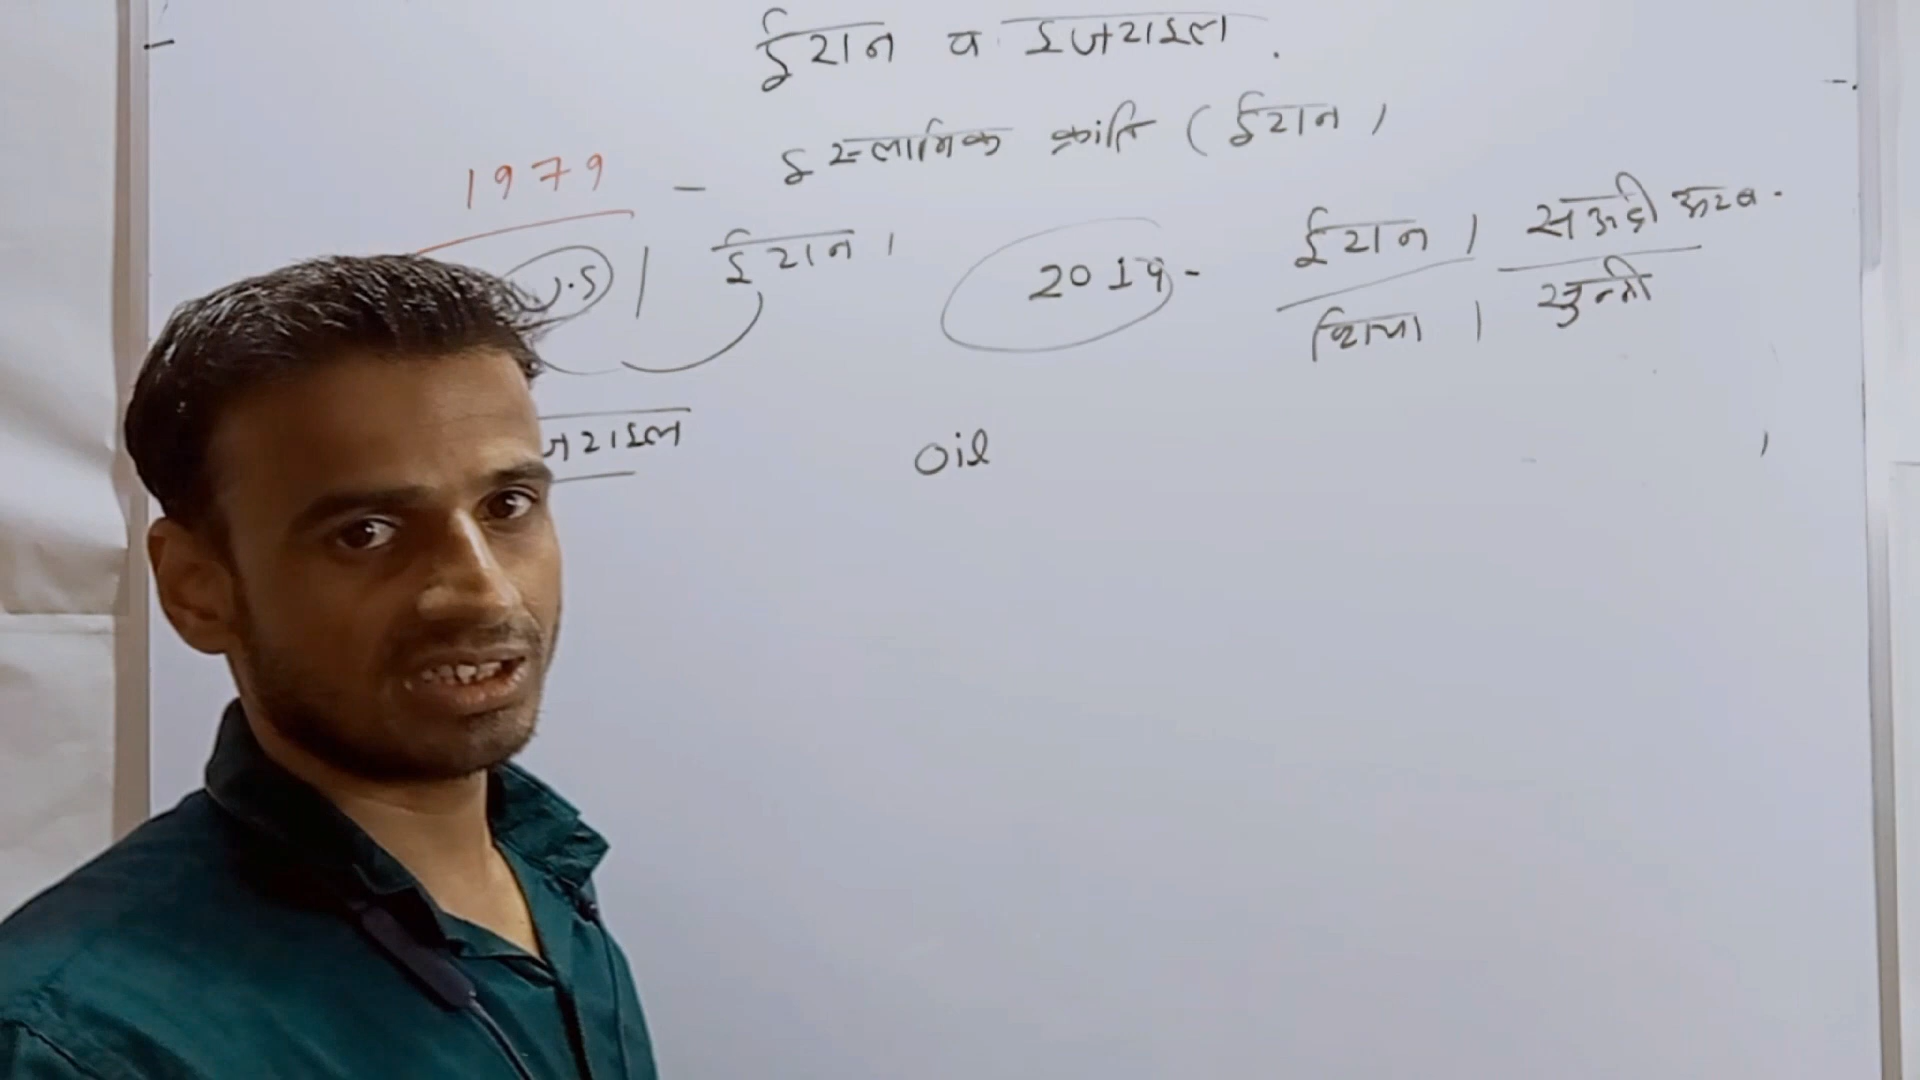 ईरान व इजराइल.
1979 - इस्लामिक क्रांति (ईरान)
U.S | ईरान।
2019 - ईरान | सऊदी अरब.
शिया | सुन्नी
जराइल
oil